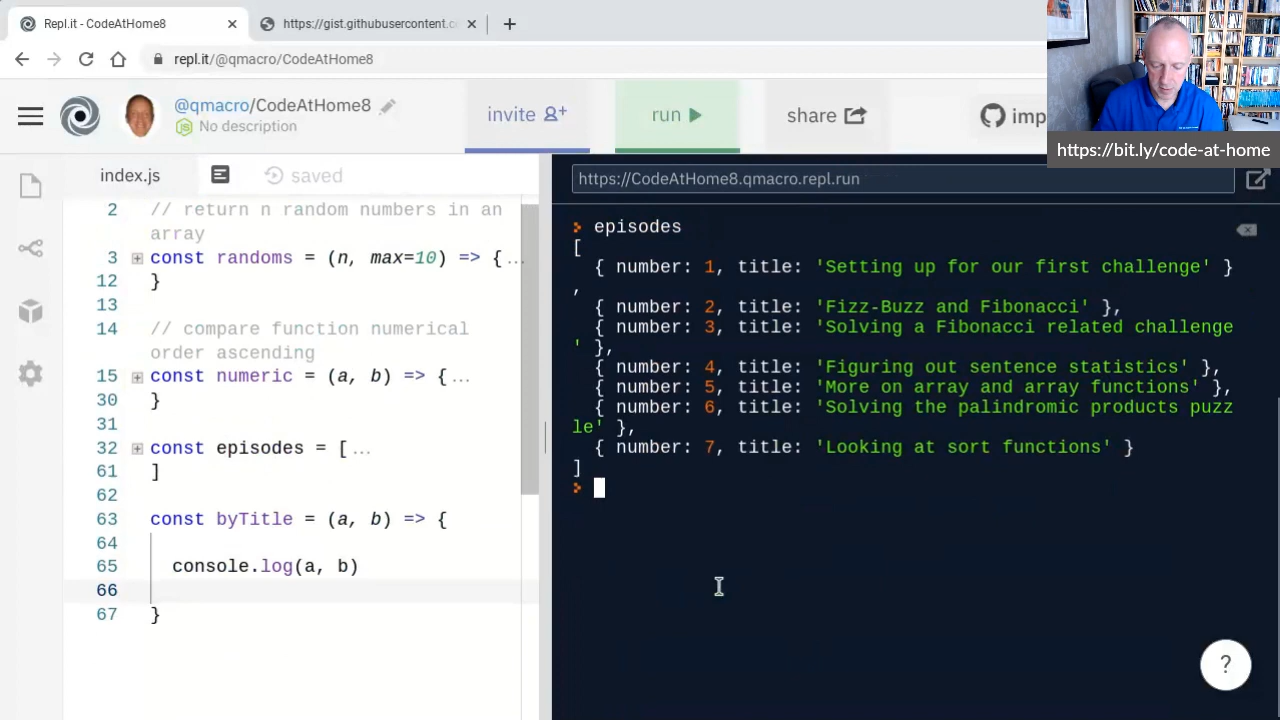 Repl.it - CodeAtHome8
https://gist.githubusercontent.c
repl.it/@qmacro/CodeAtHome8
@qmacro/CodeAtHome8
No description
invite
run
share
imp
https://bit.ly/code-at-home
index.js
saved
2 // return n random numbers in an
array
3 const randoms = (n, max=10) => {...
12 }
13
14 // compare function numerical
order ascending
15 const numeric = (a, b) => {...
30 }
31
32 const episodes = [...
61 ]
62
63 const byTitle = (a, b) => {
64
65 console.log(a, b)
66
67 }
https://CodeAtHome8.qmacro.repl.run
episodes
[
{ number: 1, title: 'Setting up for our first challenge' }
,
{ number: 2, title: 'Fizz-Buzz and Fibonacci' },
{ number: 3, title: 'Solving a Fibonacci related challenge
' },
{ number: 4, title: 'Figuring out sentence statistics' },
{ number: 5, title: 'More on array and array functions' },
{ number: 6, title: 'Solving the palindromic products puzz
le' },
{ number: 7, title: 'Looking at sort functions' }
]
?